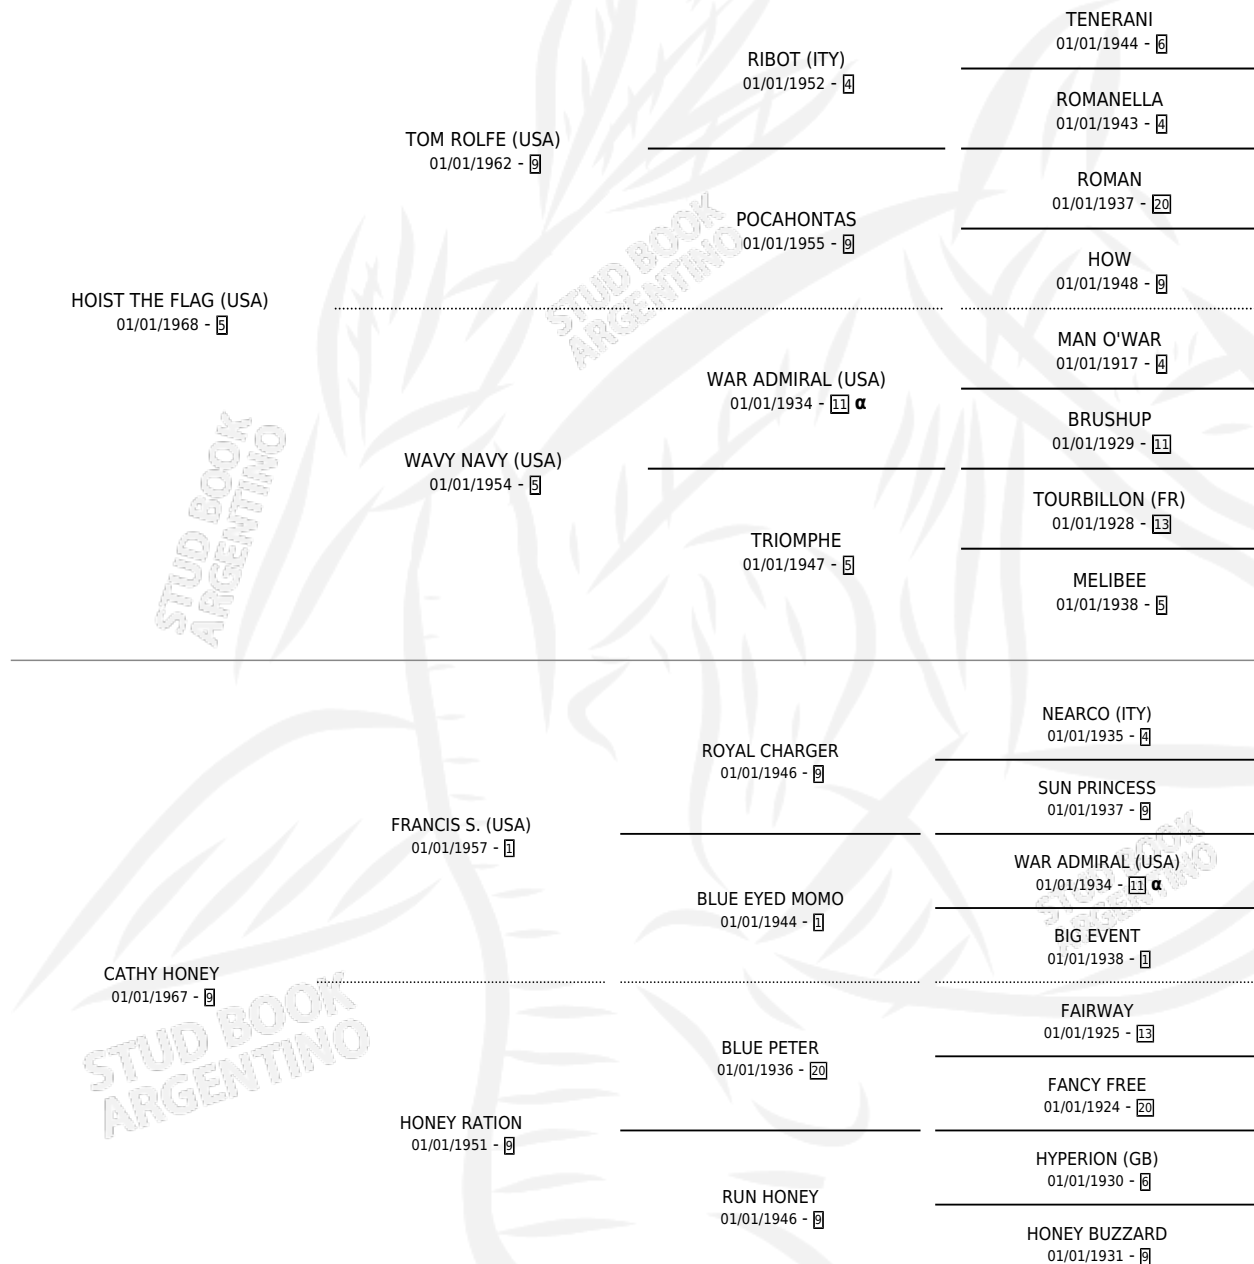 TENERANI
01/01/1944 - 6
RIBOT (ITY)
01/01/1952 - 4
ROMANELLA
01/01/1943 - 4
TOM ROLFE (USA)
01/01/1962 - 9
ROMAN
01/01/1937 - 20
POCAHONTAS
01/01/1955 - 9
HOW
01/01/1948 - 9
HOIST THE FLAG (USA)
01/01/1968 - 5
MAN O'WAR
01/01/1917 - 4
WAR ADMIRAL (USA)
01/01/1934 - 11 α
BRUSHUP
01/01/1929 - 11
WAVY NAVY (USA)
01/01/1954 - 5
TOURBILLON (FR)
01/01/1928 - 13
TRIOMPHE
01/01/1947 - 5
MELIBEE
01/01/1938 - 5
NEARCO (ITY)
01/01/1935 - 4
ROYAL CHARGER
01/01/1946 - 9
SUN PRINCESS
01/01/1937 - 9
FRANCIS S. (USA)
01/01/1957 - 1
WAR ADMIRAL (USA)
01/01/1934 - 11 α
BLUE EYED MOMO
01/01/1944 - 1
BIG EVENT
01/01/1938 - 1
CATHY HONEY
01/01/1967 - 9
FAIRWAY
01/01/1925 - 13
BLUE PETER
01/01/1936 - 20
FANCY FREE
01/01/1924 - 20
HONEY RATION
01/01/1951 - 9
HYPERION (GB)
01/01/1930 - 6
RUN HONEY
01/01/1946 - 9
HONEY BUZZARD
01/01/1931 - 9
STUD BOOK
ARGENTINO
STUD BOOK
ARGENTINO
STUD BOOK
ARGENTINO
STUD BOOK
ARGENTINO